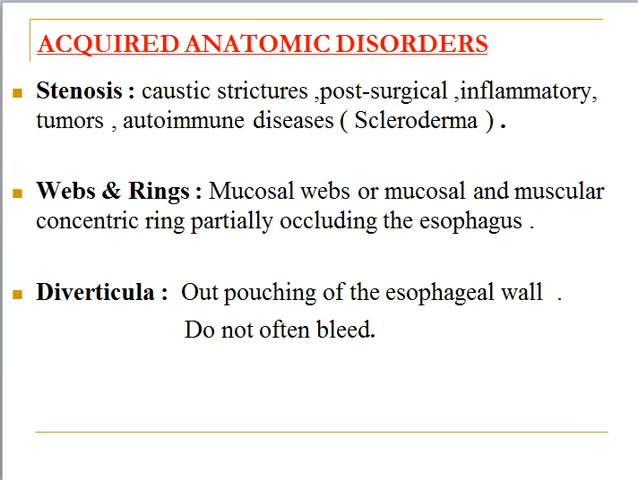 ACQUIRED ANATOMIC DISORDERS
Stenosis : caustic strictures ,post-surgical ,inflammatory,
tumors , autoimmune diseases ( Scleroderma ) .
Webs & Rings : Mucosal webs or mucosal and muscular
concentric ring partially occluding the esophagus .
Diverticula : Out pouching of the esophageal wall .
Do not often bleed.